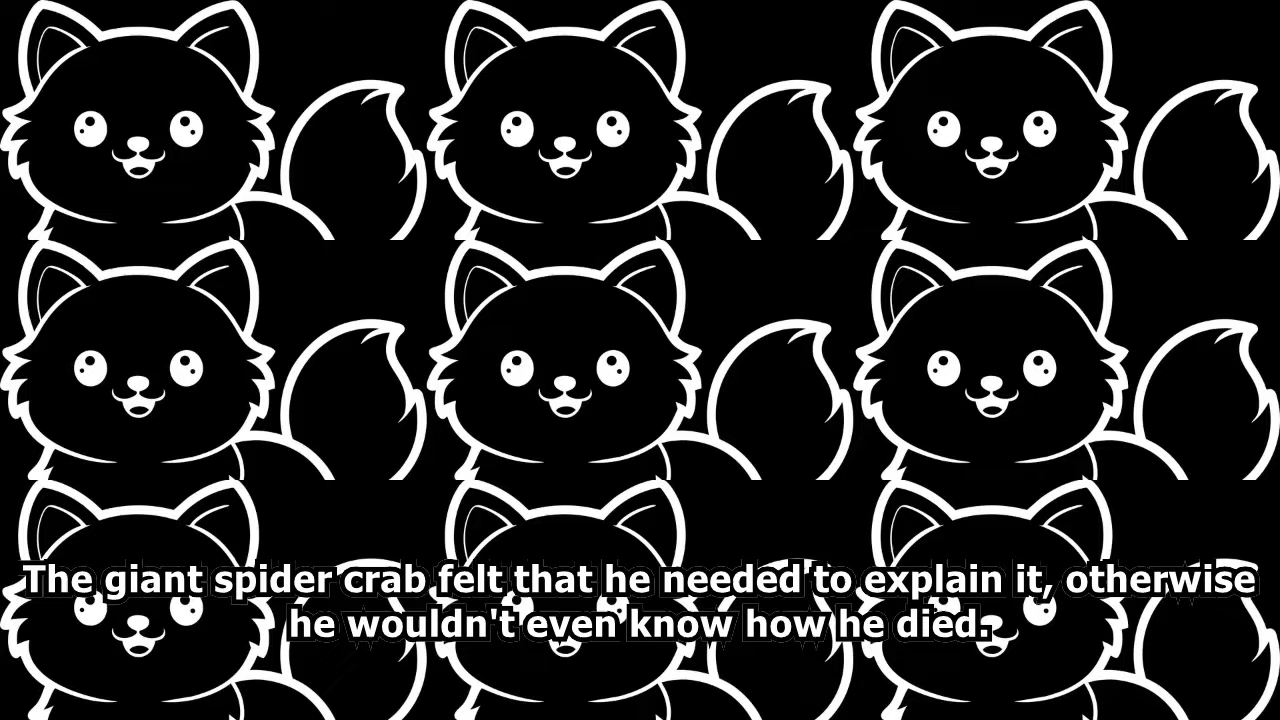 The giant spider crab felt that he needed to explain it, otherwise
he wouldn't even know how he died.